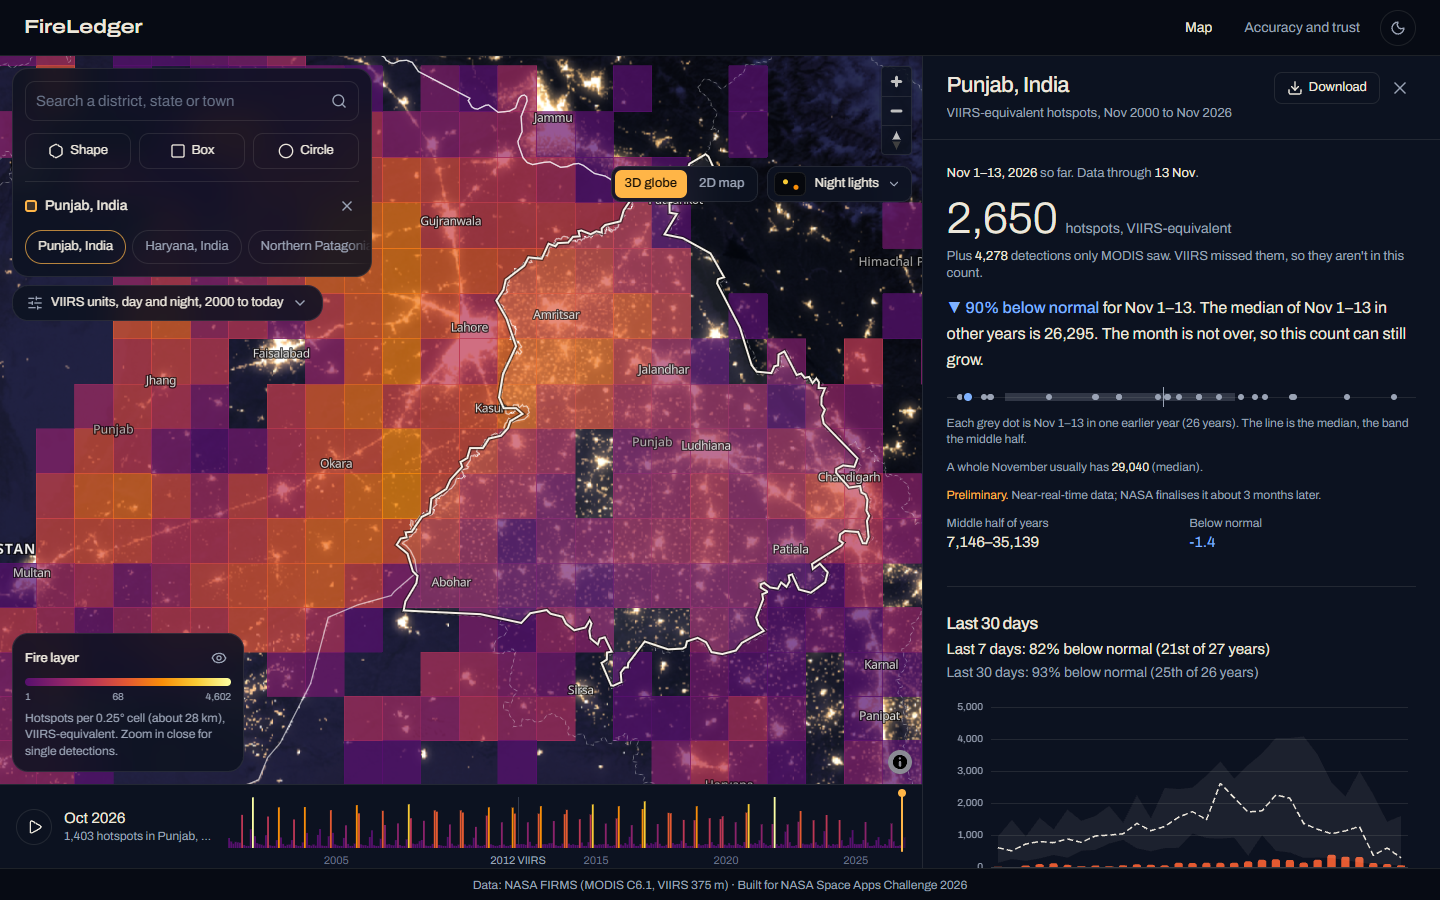 FireLedger
Map
Accuracy and trust
Search a district, state or town
Shape
Box
Circle
Punjab, India
Punjab, India
Haryana, India
Northern Patagoni
VIIRS units, day and night, 2000 to today
3D globe
2D map
Night lights
Jammu
Gujranwala
Himachal P
Lahore
Amritsar
Faisalabad
Jhang
Jalandhar
Kasur
Punjab
Punjab
Ludhiana
Okara
Chandigarh
STAN
Multan
Patiala
Abohar
Karnal
Sirsa
Panipat
Haryana
Fire layer
1
68
4,602
Hotspots per 0.25° cell (about 28 km),
VIIRS-equivalent. Zoom in close for
single detections.
Oct 2026
1,403 hotspots in Punjab, ...
2005
2012 VIIRS
2015
2020
2025
Punjab, India
Download
VIIRS-equivalent hotspots, Nov 2000 to Nov 2026
Nov 1–13, 2026 so far. Data through 13 Nov.
2,650 hotspots, VIIRS-equivalent
Plus 4,278 detections only MODIS saw. VIIRS missed them, so they aren't in this
count.
▼ 90% below normal for Nov 1–13. The median of Nov 1–13 in
other years is 26,295. The month is not over, so this count can still
grow.
Each grey dot is Nov 1–13 in one earlier year (26 years). The line is the median, the band
the middle half.
A whole November usually has 29,040 (median).
Preliminary. Near-real-time data; NASA finalises it about 3 months later.
Middle half of years
Below normal
7,146–35,139
-1.4
Last 30 days
Last 7 days: 82% below normal (21st of 27 years)
Last 30 days: 93% below normal (25th of 26 years)
5,000
4,000
3,000
2,000
1,000
0
Data: NASA FIRMS (MODIS C6.1, VIIRS 375 m) · Built for NASA Space Apps Challenge 2026